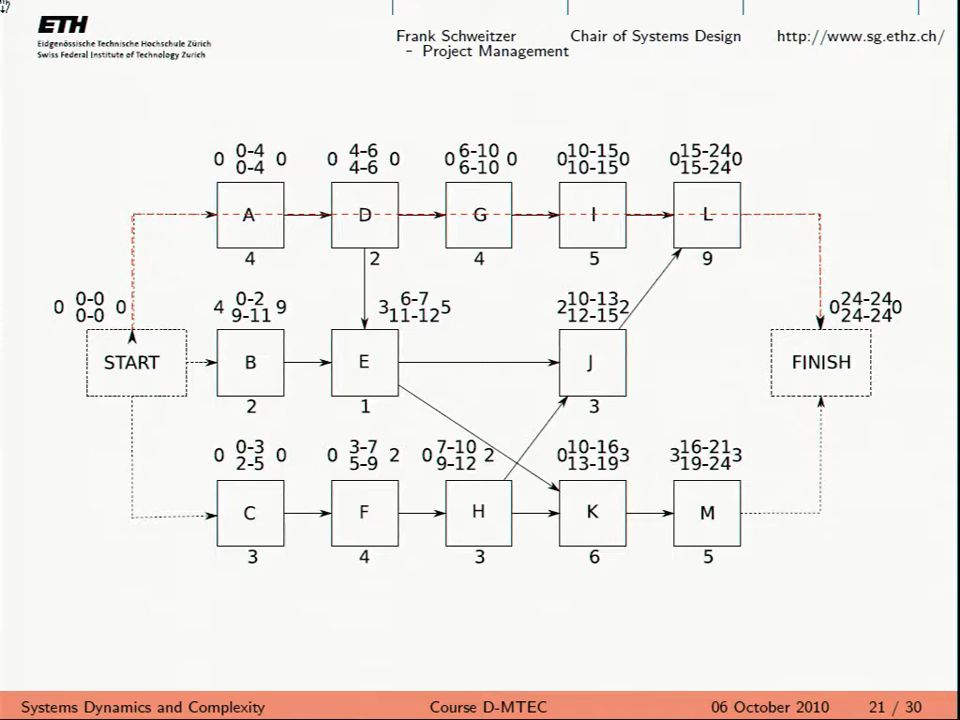 ETH
Eidgenössische Technische Hochschule Zürich
Swiss Federal Institute of Technology Zurich
Frank Schweitzer
– Project Management
Chair of Systems Design
http://www.sg.ethz.ch/
0 0-4 0 0 4-6 0 0 6-10 0 0 10-15 0 0 15-24 0
0-4 4-6 6-10 10-15 15-24
A D G I L
4 2 4 5 9
0 0-0 0 4 0-2 9 3 6-7 5 2 10-13 2 0 24-24 0
0-0 9-11 11-12 12-15 24-24
START B E J FINISH
2 1 3
0 0-3 0 0 3-7 2 0 7-10 2 0 10-16 3 3 16-21 3
2-5 5-9 9-12 13-19 19-24
C F H K M
3 4 3 6 5
Systems Dynamics and Complexity Course D-MTEC 06 October 2010 21 / 30